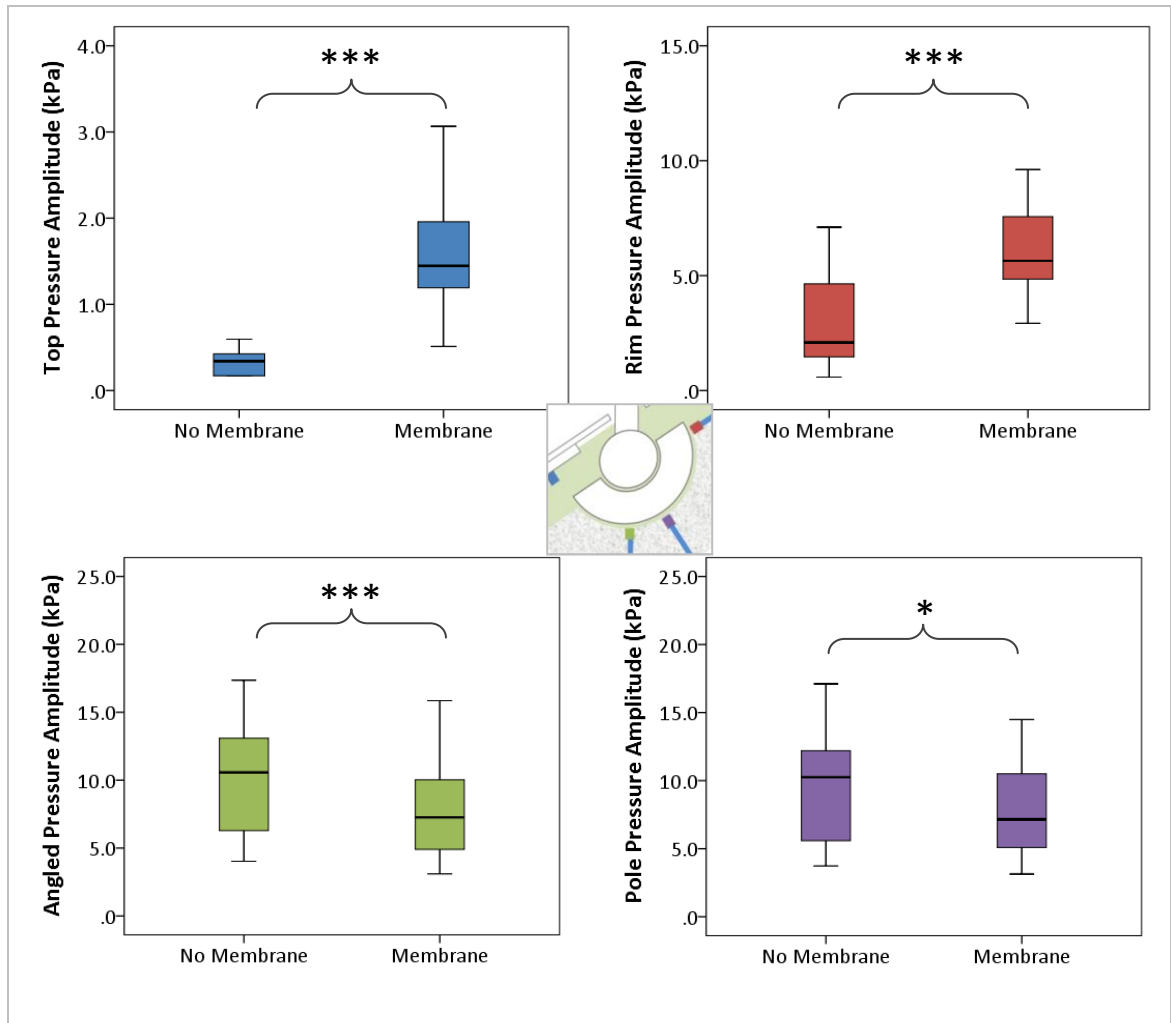 Top Pressure Amplitude (kPa)
4.0
3.0
2.0
1.0
.0
***
No Membrane
Membrane
Rim Pressure Amplitude (kPa)
15.0
10.0
5.0
.0
***
No Membrane
Membrane
Angled Pressure Amplitude (kPa)
25.0
20.0
15.0
10.0
5.0
.0
***
No Membrane
Membrane
Pole Pressure Amplitude (kPa)
25.0
20.0
15.0
10.0
5.0
.0
*
No Membrane
Membrane